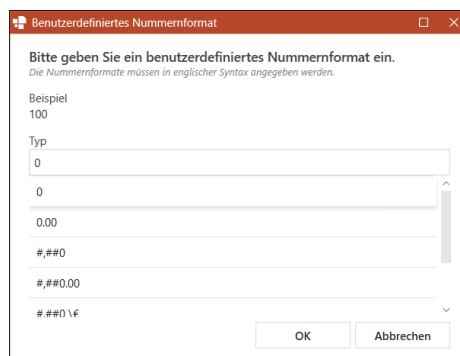 Benutzerdefiniertes Nummernformat
Bitte geben Sie ein benutzerdefiniertes Nummernformat ein.
Die Nummernformate müssen in englischer Syntax angegeben werden.
Beispiel
100
Typ
0
0
0.00
#,##0
#,##0.00
#,##0 \€
OK Abbrechen